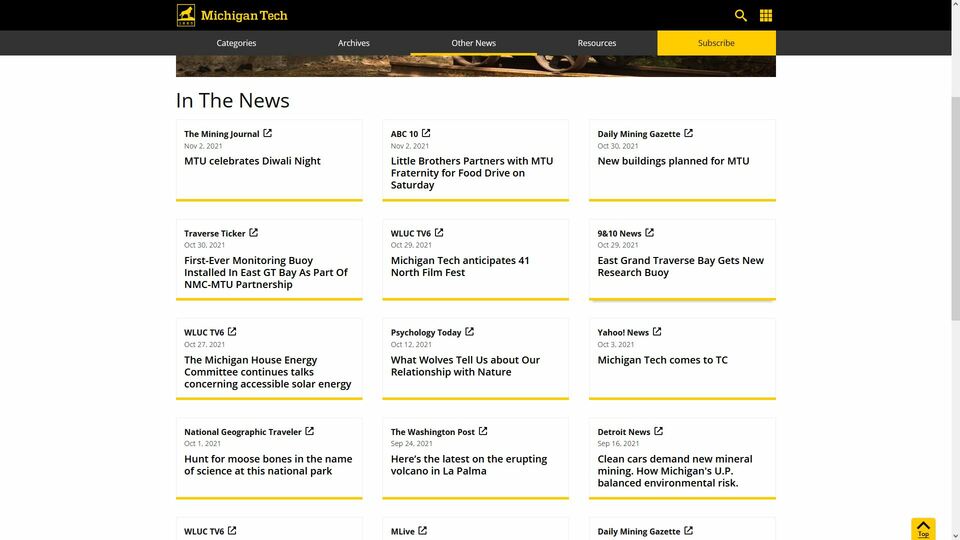 Michigan Tech
Categories
Archives
Other News
Resources
Subscribe
In The News
The Mining Journal
Nov 2, 2021
MTU celebrates Diwali Night
ABC 10
Nov 2, 2021
Little Brothers Partners with MTU
Fraternity for Food Drive on
Saturday
Daily Mining Gazette
Oct 30, 2021
New buildings planned for MTU
Traverse Ticker
Oct 30, 2021
First-Ever Monitoring Buoy
Installed In East GT Bay As Part Of
NMC-MTU Partnership
WLUC TV6
Oct 29, 2021
Michigan Tech anticipates 41
North Film Fest
9&10 News
Oct 29, 2021
East Grand Traverse Bay Gets New
Research Buoy
WLUC TV6
Oct 27, 2021
The Michigan House Energy
Committee continues talks
concerning accessible solar energy
Psychology Today
Oct 12, 2021
What Wolves Tell Us about Our
Relationship with Nature
Yahoo! News
Oct 3, 2021
Michigan Tech comes to TC
National Geographic Traveler
Oct 1, 2021
Hunt for moose bones in the name
of science at this national park
The Washington Post
Sep 24, 2021
Here’s the latest on the erupting
volcano in La Palma
Detroit News
Sep 16, 2021
Clean cars demand new mineral
mining. How Michigan's U.P.
balanced environmental risk.
WLUC TV6
MLive
Daily Mining Gazette
Top